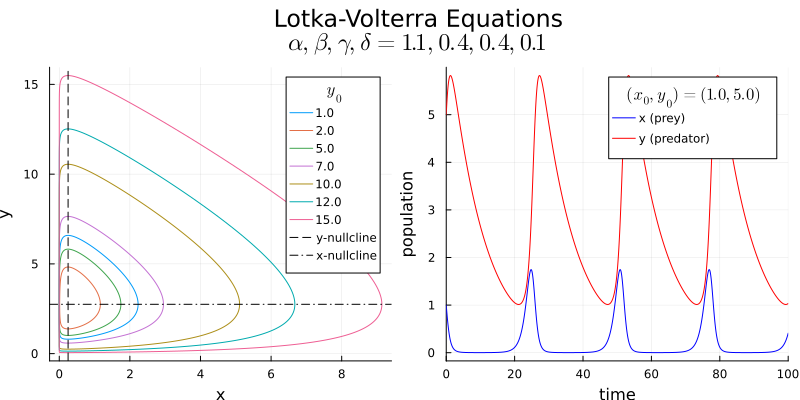 Lotka-Volterra Equations
α, β, γ, δ = 1.1, 0.4, 0.4, 0.1
y
15
10
5
0
0
2
4
6
8
x
y₀
1.0
2.0
5.0
7.0
10.0
12.0
15.0
y-nullcline
x-nullcline
population
5
4
3
2
1
0
0
20
40
60
80
100
time
(x₀, y₀) = (1.0, 5.0)
x (prey)
y (predator)